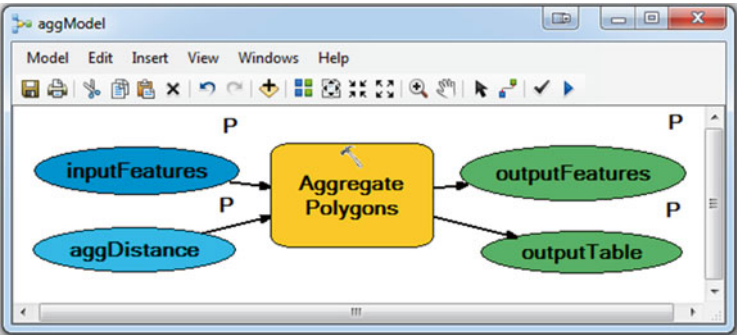 aggModel
Model Edit Insert View Windows Help
P
P
inputFeatures
Aggregate
Polygons
outputFeatures
P
P
aggDistance
outputTable